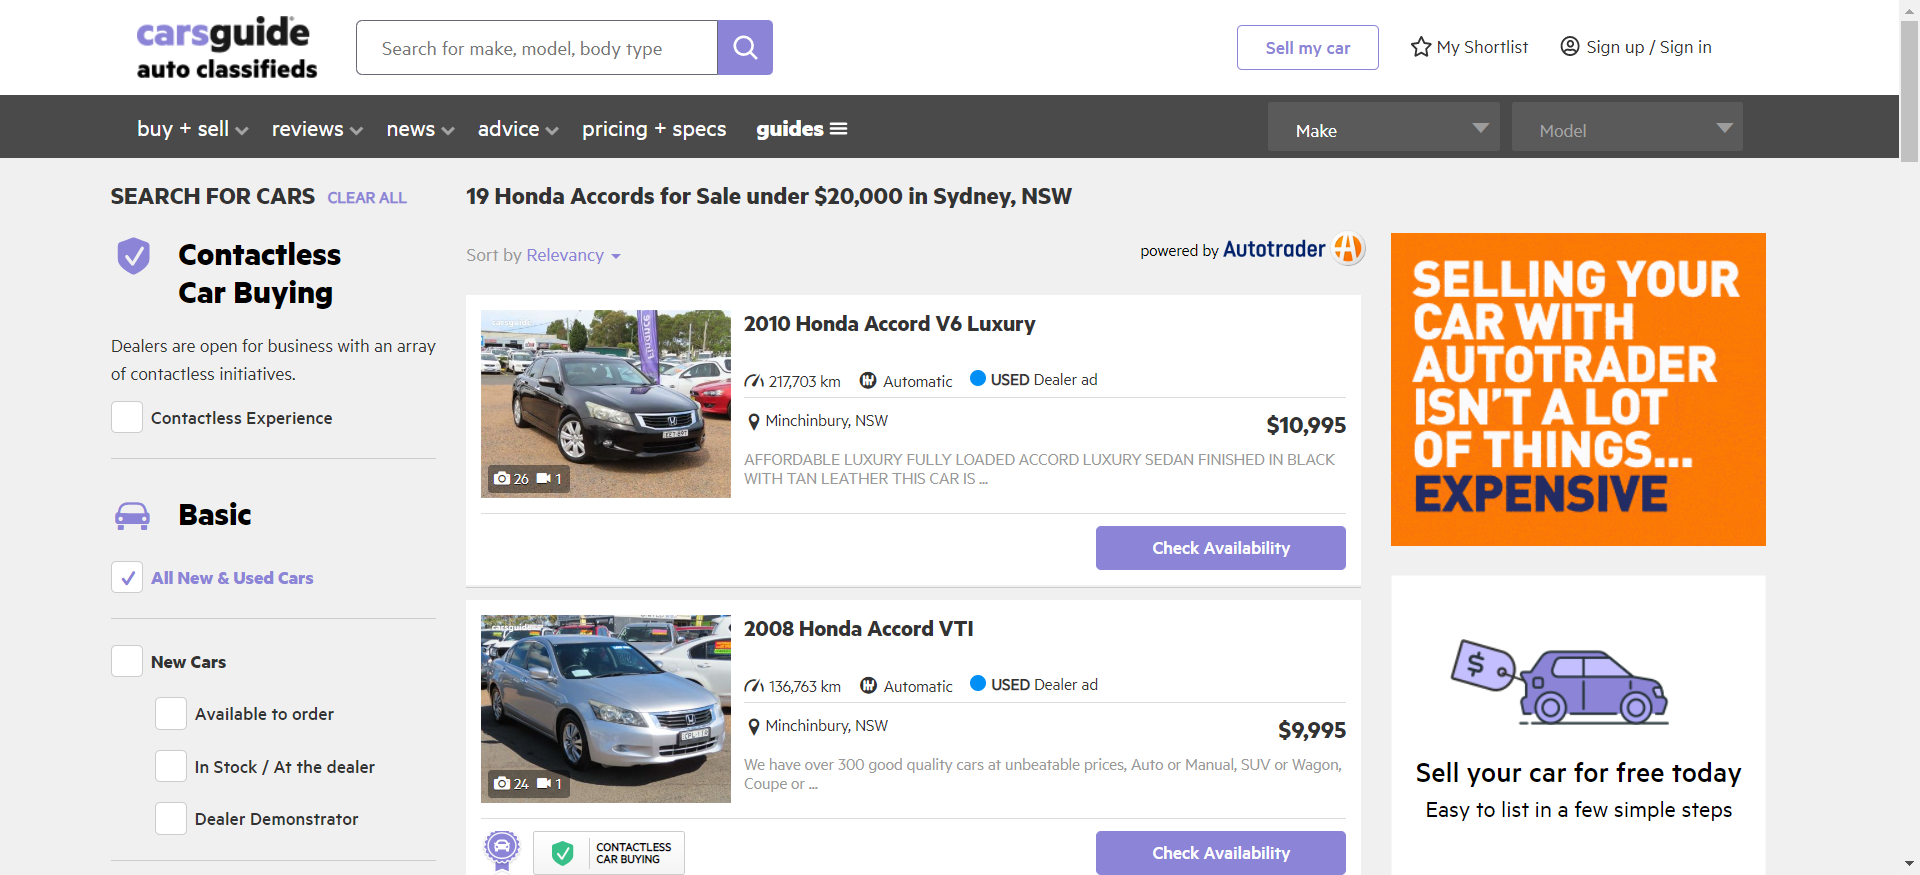 carsguide
auto classifieds
Search for make, model, body type
Sell my car
My Shortlist
Sign up / Sign in
buy + sell
reviews
news
advice
pricing + specs
guides
Make
Model
SEARCH FOR CARS CLEAR ALL
Contactless
Car Buying
Dealers are open for business with an array
of contactless initiatives.
Contactless Experience
Basic
All New & Used Cars
New Cars
Available to order
In Stock / At the dealer
Dealer Demonstrator
19 Honda Accords for Sale under $20,000 in Sydney, NSW
Sort by Relevancy
powered by Autotrader
carsguide
Finance
26 1
2010 Honda Accord V6 Luxury
217,703 km Automatic USED Dealer ad
Minchinbury, NSW
$10,995
AFFORDABLE LUXURY FULLY LOADED ACCORD LUXURY SEDAN FINISHED IN BLACK
WITH TAN LEATHER THIS CAR IS ...
Check Availability
carsguide
24 1
2008 Honda Accord VTI
136,763 km Automatic USED Dealer ad
Minchinbury, NSW
$9,995
We have over 300 good quality cars at unbeatable prices, Auto or Manual, SUV or Wagon,
Coupe or ...
CONTACTLESS
CAR BUYING
Check Availability
SELLING YOUR
CAR WITH
AUTOTRADER
ISN'T A LOT
OF THINGS...
EXPENSIVE
$
Sell your car for free today
Easy to list in a few simple steps